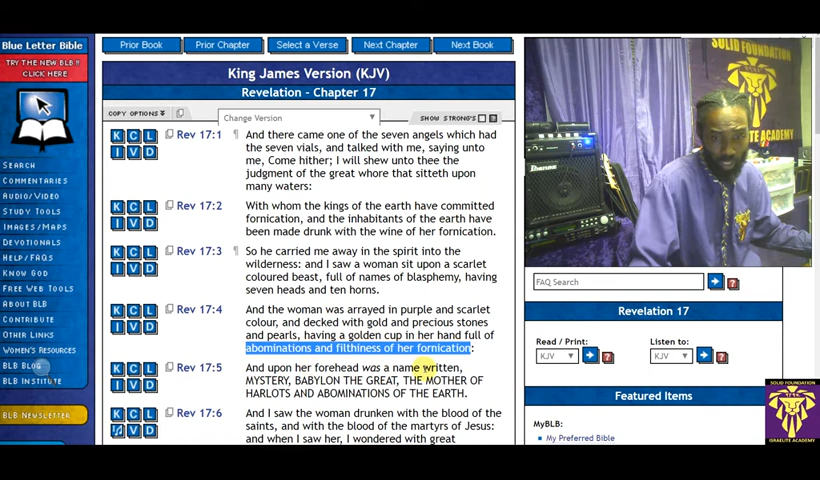 Blue Letter Bible
TRY THE NEW BLB !!
CLICK HERE
SEARCH
COMMENTARIES
AUDIO/VIDEO
STUDY TOOLS
IMAGES/MAPS
DEVOTIONALS
HELP/FAQS
KNOW GOD
FREE WEB TOOLS
ABOUT BLB
CONTRIBUTE
OTHER LINKS
WOMEN'S RESOURCES
BLB BLOG
BLB INSTITUTE
BLB NEWSLETTER
Prior Book Prior Chapter Select a Verse Next Chapter Next Book
King James Version (KJV)
Revelation - Chapter 17
COPY OPTIONS Change Version SHOW STRONG'S
K C L Rev 17:1 ¶ And there came one of the seven angels which had
I V D the seven vials, and talked with me, saying unto
me, Come hither; I will shew unto thee the
judgment of the great whore that sitteth upon
many waters:
K C L Rev 17:2 With whom the kings of the earth have committed
I V D fornication, and the inhabitants of the earth have
been made drunk with the wine of her fornication.
K C L Rev 17:3 ¶ So he carried me away in the spirit into the
I V D wilderness: and I saw a woman sit upon a scarlet
coloured beast, full of names of blasphemy, having
seven heads and ten horns.
K C L Rev 17:4 And the woman was arrayed in purple and scarlet
I V D colour, and decked with gold and precious stones
and pearls, having a golden cup in her hand full of
abominations and filthiness of her fornication:
K C L Rev 17:5 And upon her forehead was a name written,
I V D MYSTERY, BABYLON THE GREAT, THE MOTHER OF
HARLOTS AND ABOMINATIONS OF THE EARTH.
K C L Rev 17:6 And I saw the woman drunken with the blood of the
V D saints, and with the blood of the martyrs of Jesus:
and when I saw her, I wondered with great
SOLID FOUNDATION
ISRAELITE ACADEMY
Ibanez
FAQ Search
Revelation 17
Read / Print: Listen to:
KJV KJV
Featured Items
MyBLB:
My Preferred Bible
SOLID FOUNDATION
ISRAELITE ACADEMY